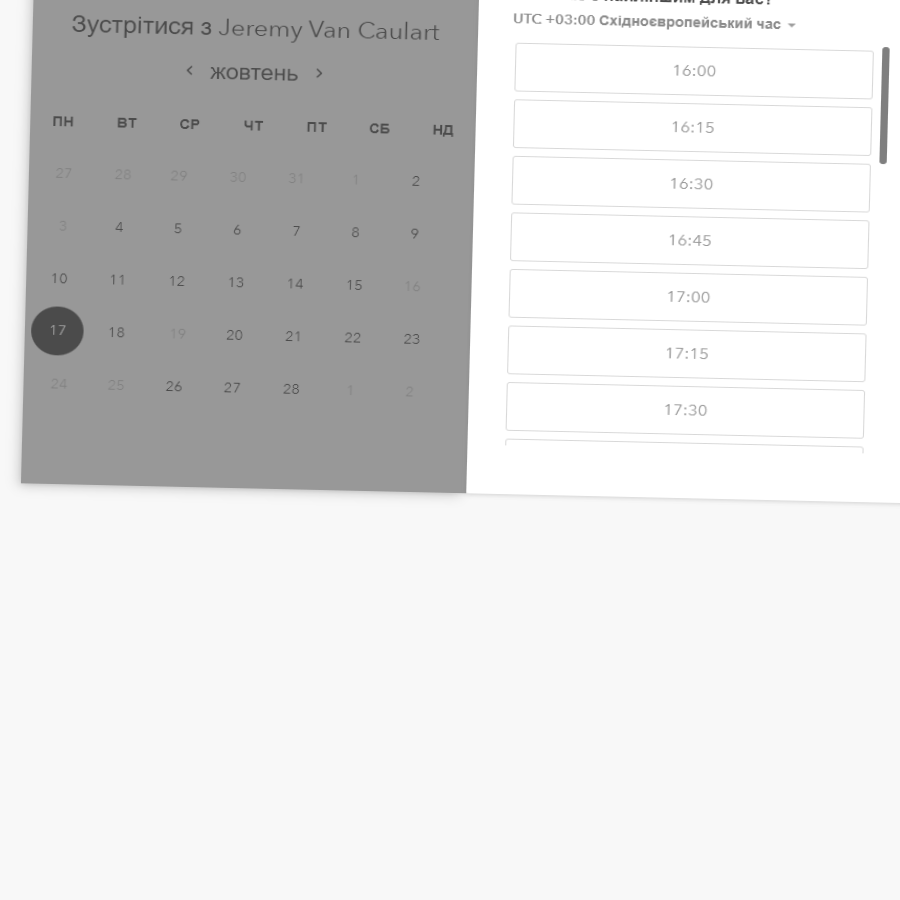 Зустрітися з Jeremy Van Caulart
жовтень
ПН ВТ СР ЧТ ПТ СБ НД
27 28 29 30 31 1 2
3 4 5 6 7 8 9
10 11 12 13 14 15 16
17 18 19 20 21 22 23
24 25 26 27 28 1 2
для вас?
UTC +03:00 Східноєвропейський час
16:00
16:15
16:30
16:45
17:00
17:15
17:30